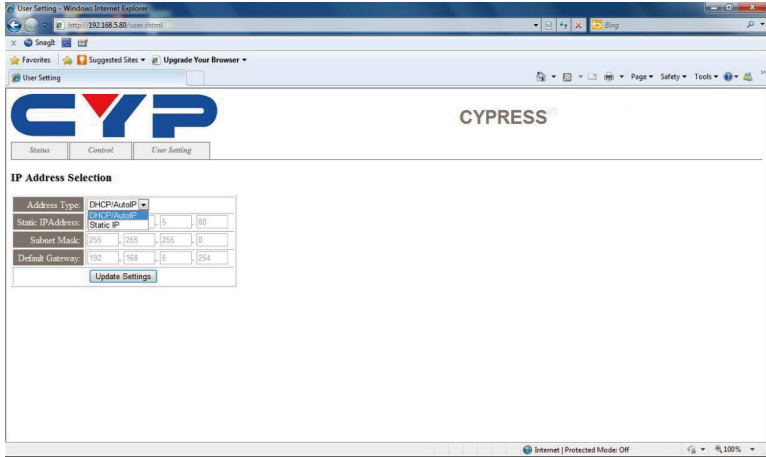 User Setting - Windows Internet Explorer
http://192.168.5.80/user.shtml
Bing
x SnagIt
Favorites Suggested Sites Upgrade Your Browser
User Setting
Page Safety Tools
CYP
CYPRESS
Status Control User Setting
IP Address Selection
Address Type: DHCP/AutoIP
DHCP/AutoIP
Static IP
Static IPAddress: . 5 . 80
Subnet Mask: 255 . 255 . 255 . 0
Default Gateway: 192 . 168 . 5 . 254
Update Settings
Internet | Protected Mode: Off
100%